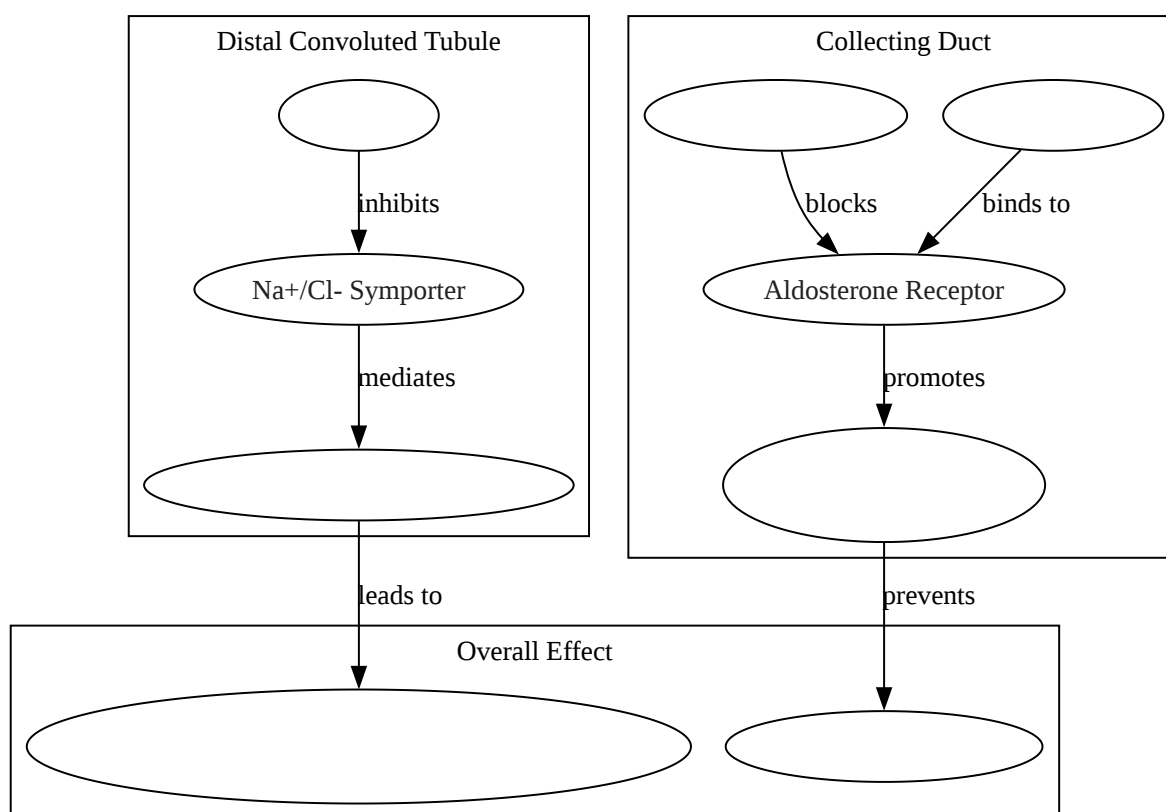 Distal Convoluted Tubule
Collecting Duct
inhibits
blocks
binds to
Na+/Cl- Symporter
Aldosterone Receptor
mediates
promotes
leads to
prevents
Overall Effect